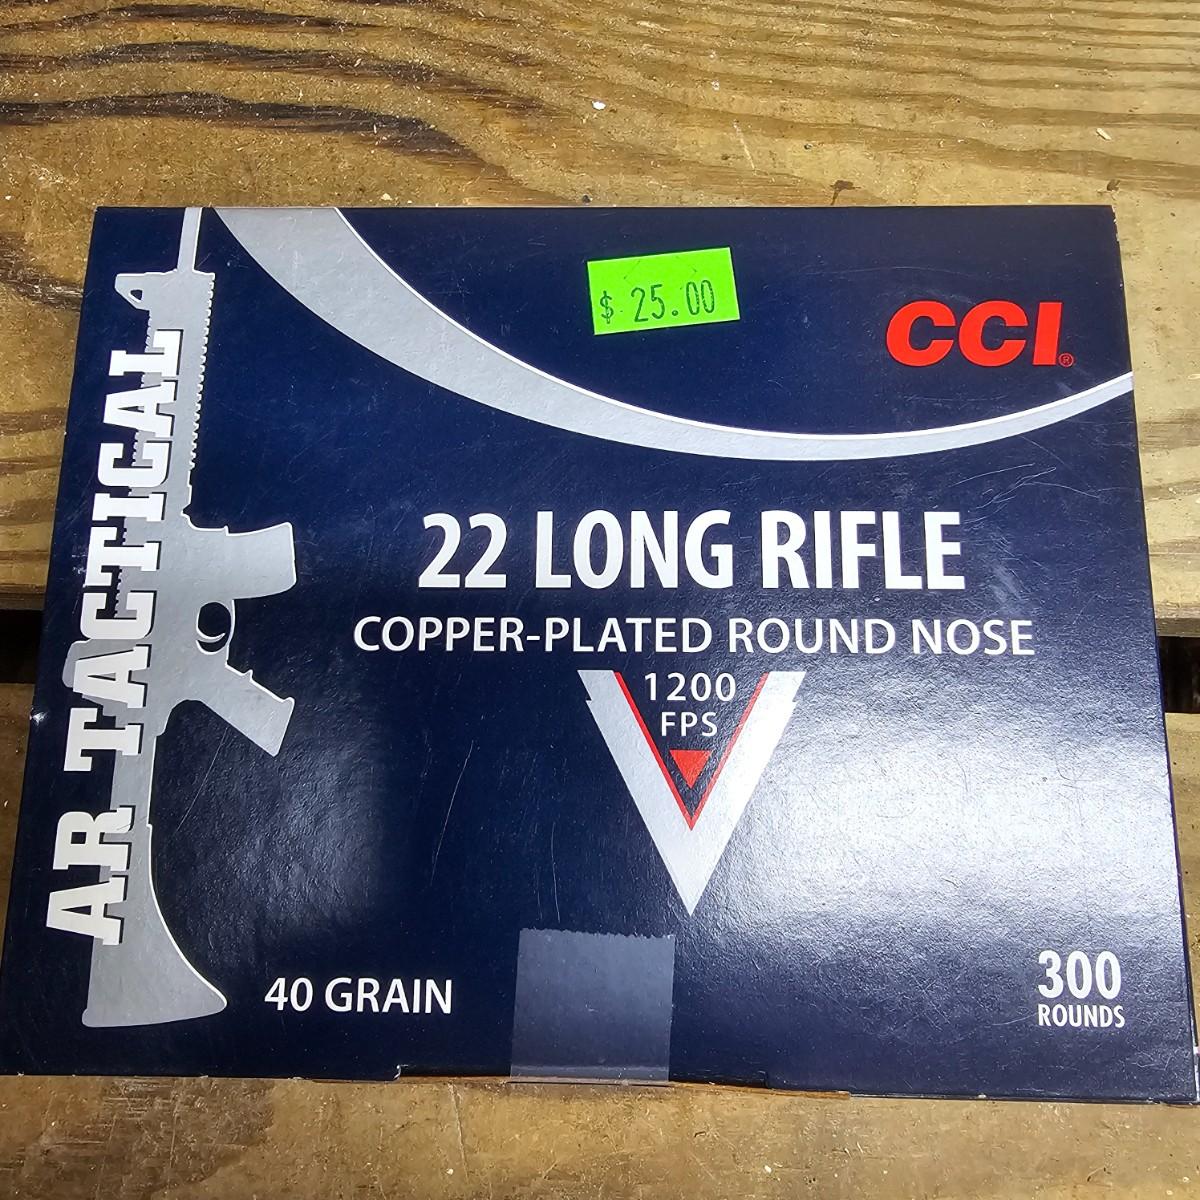 $ 25.00
CCI®
AR TACTICAL
22 LONG RIFLE
COPPER-PLATED ROUND NOSE
1200
FPS
40 GRAIN
300
ROUNDS